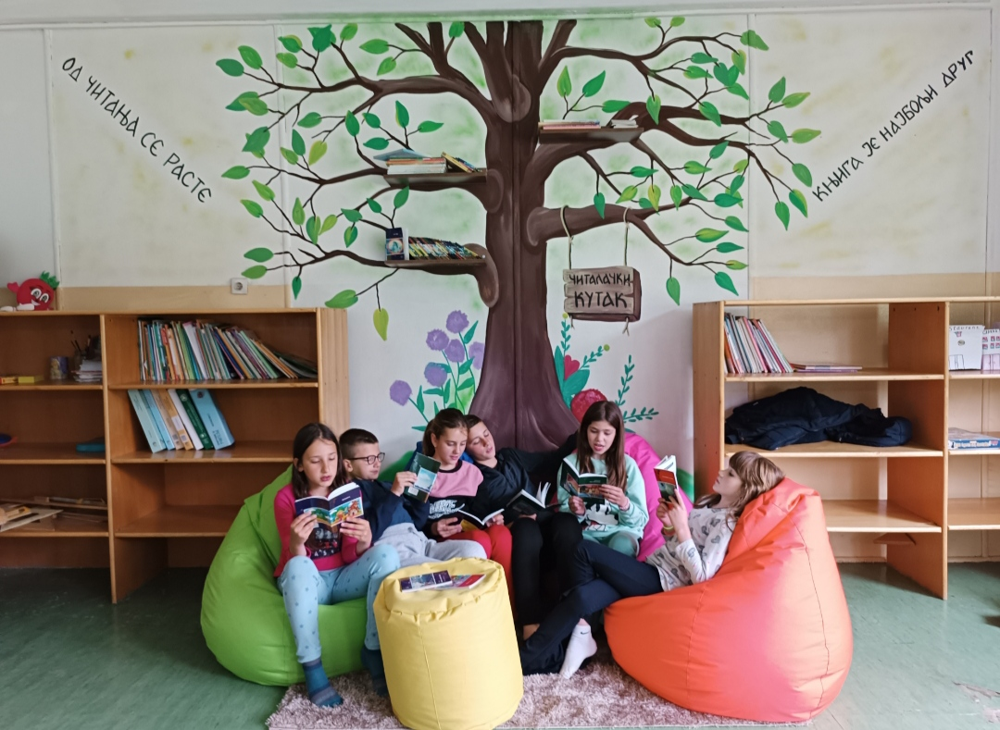 ОД ЧИТАЊА СЕ РАСТЕ
КЊИГА ЈЕ НАЈБОЉИ ДРУГ
ЧИТАЛАЧКИ
КУТАК